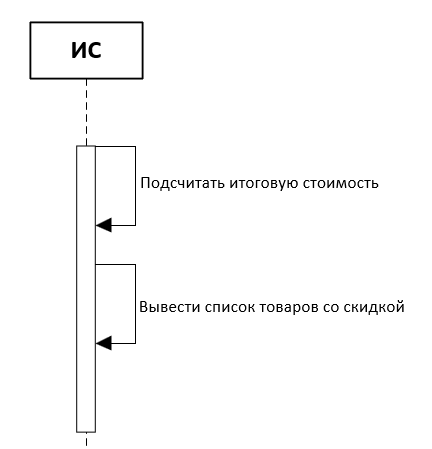 ИС
Подсчитать итоговую стоимость
Вывести список товаров со скидкой